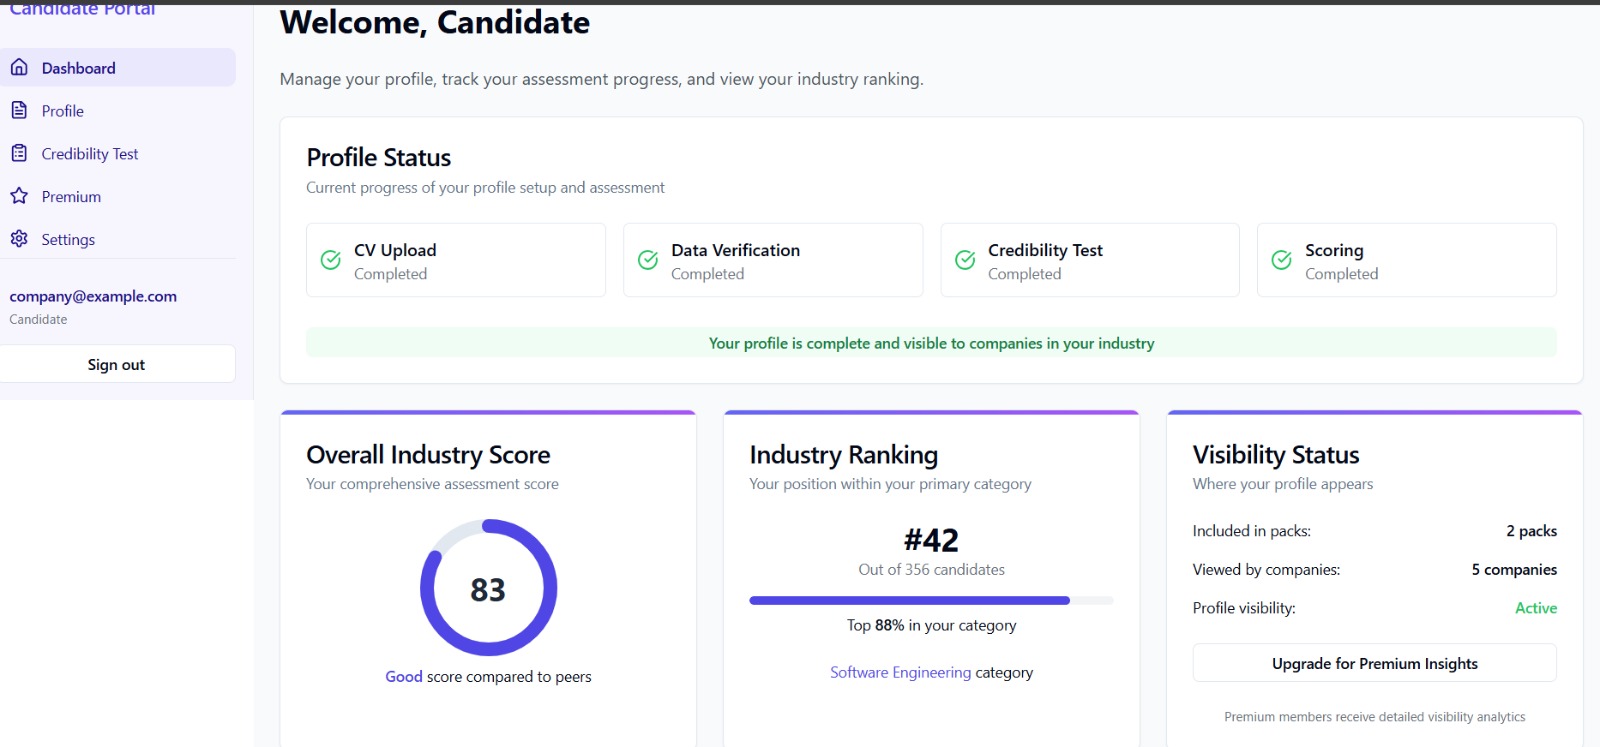 Candidate Portal
Dashboard
Profile
Credibility Test
Premium
Settings
company@example.com
Candidate
Sign out
Welcome, Candidate
Manage your profile, track your assessment progress, and view your industry ranking.
Profile Status
Current progress of your profile setup and assessment
CV Upload
Completed
Data Verification
Completed
Credibility Test
Completed
Scoring
Completed
Your profile is complete and visible to companies in your industry
Overall Industry Score
Your comprehensive assessment score
83
Good score compared to peers
Industry Ranking
Your position within your primary category
#42
Out of 356 candidates
Top 88% in your category
Software Engineering category
Visibility Status
Where your profile appears
Included in packs: 2 packs
Viewed by companies: 5 companies
Profile visibility: Active
Upgrade for Premium Insights
Premium members receive detailed visibility analytics